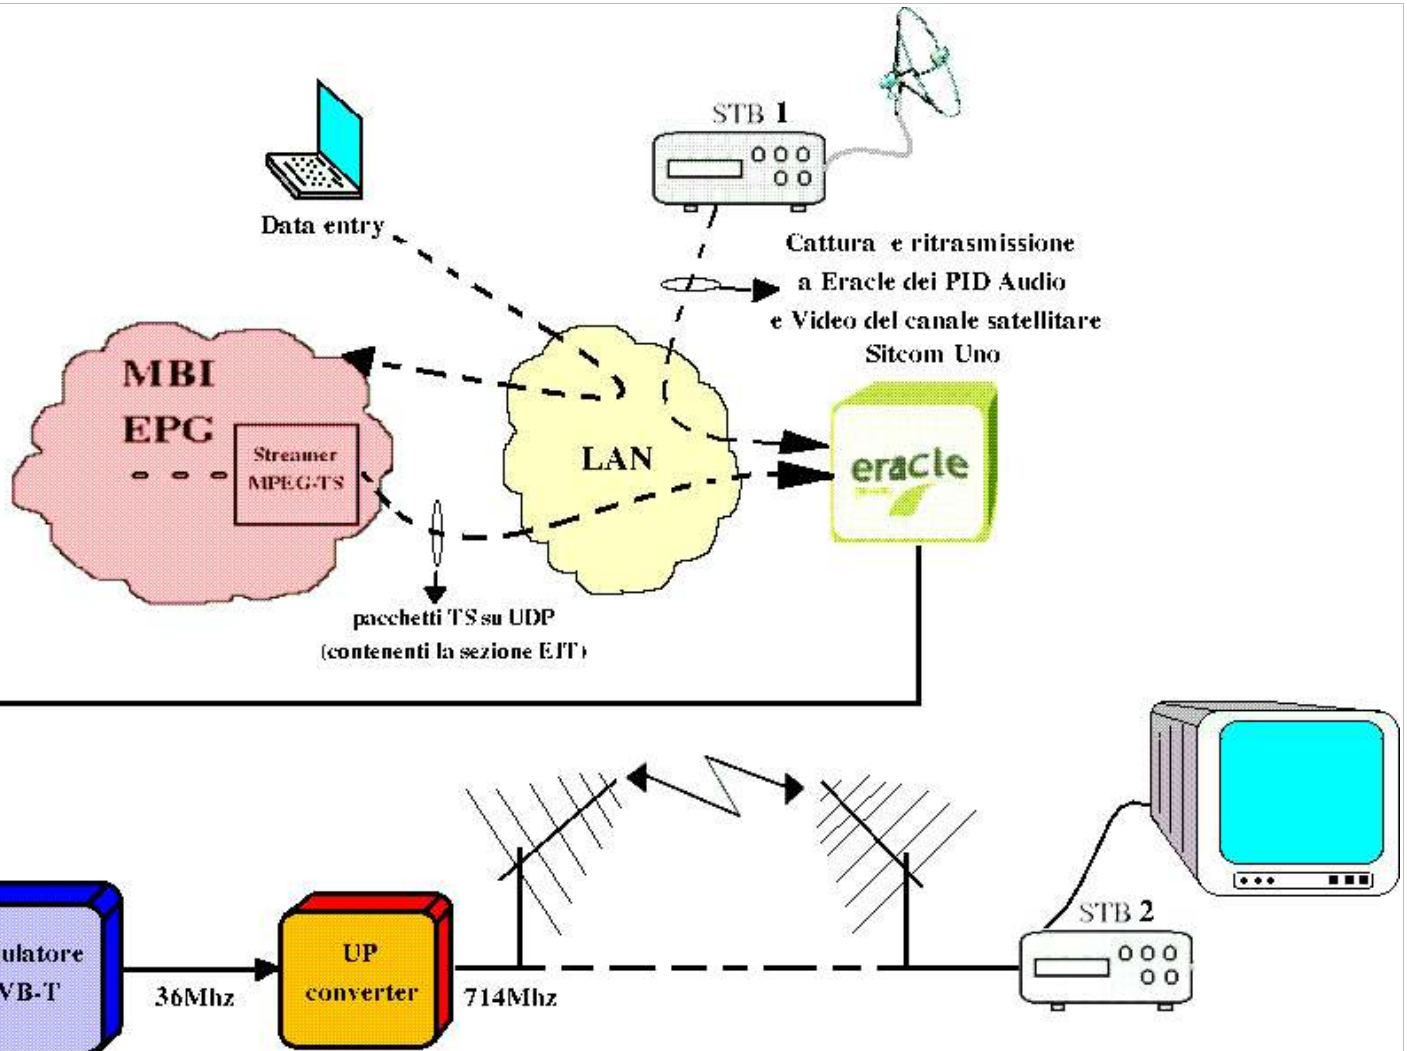 STB 1
Data entry
Cattura e ritrasmissione
a Eracle dei PID Audio
e Video del canale satellitare
Sitcom Uno
MBI
EPG
Streamer
MPEG-TS
LAN
eracle
pacchetti TS su UDP
(contenenti la sezione EIT)
STB 2
ulatore
VB-T
36Mhz
UP
converter
714Mhz